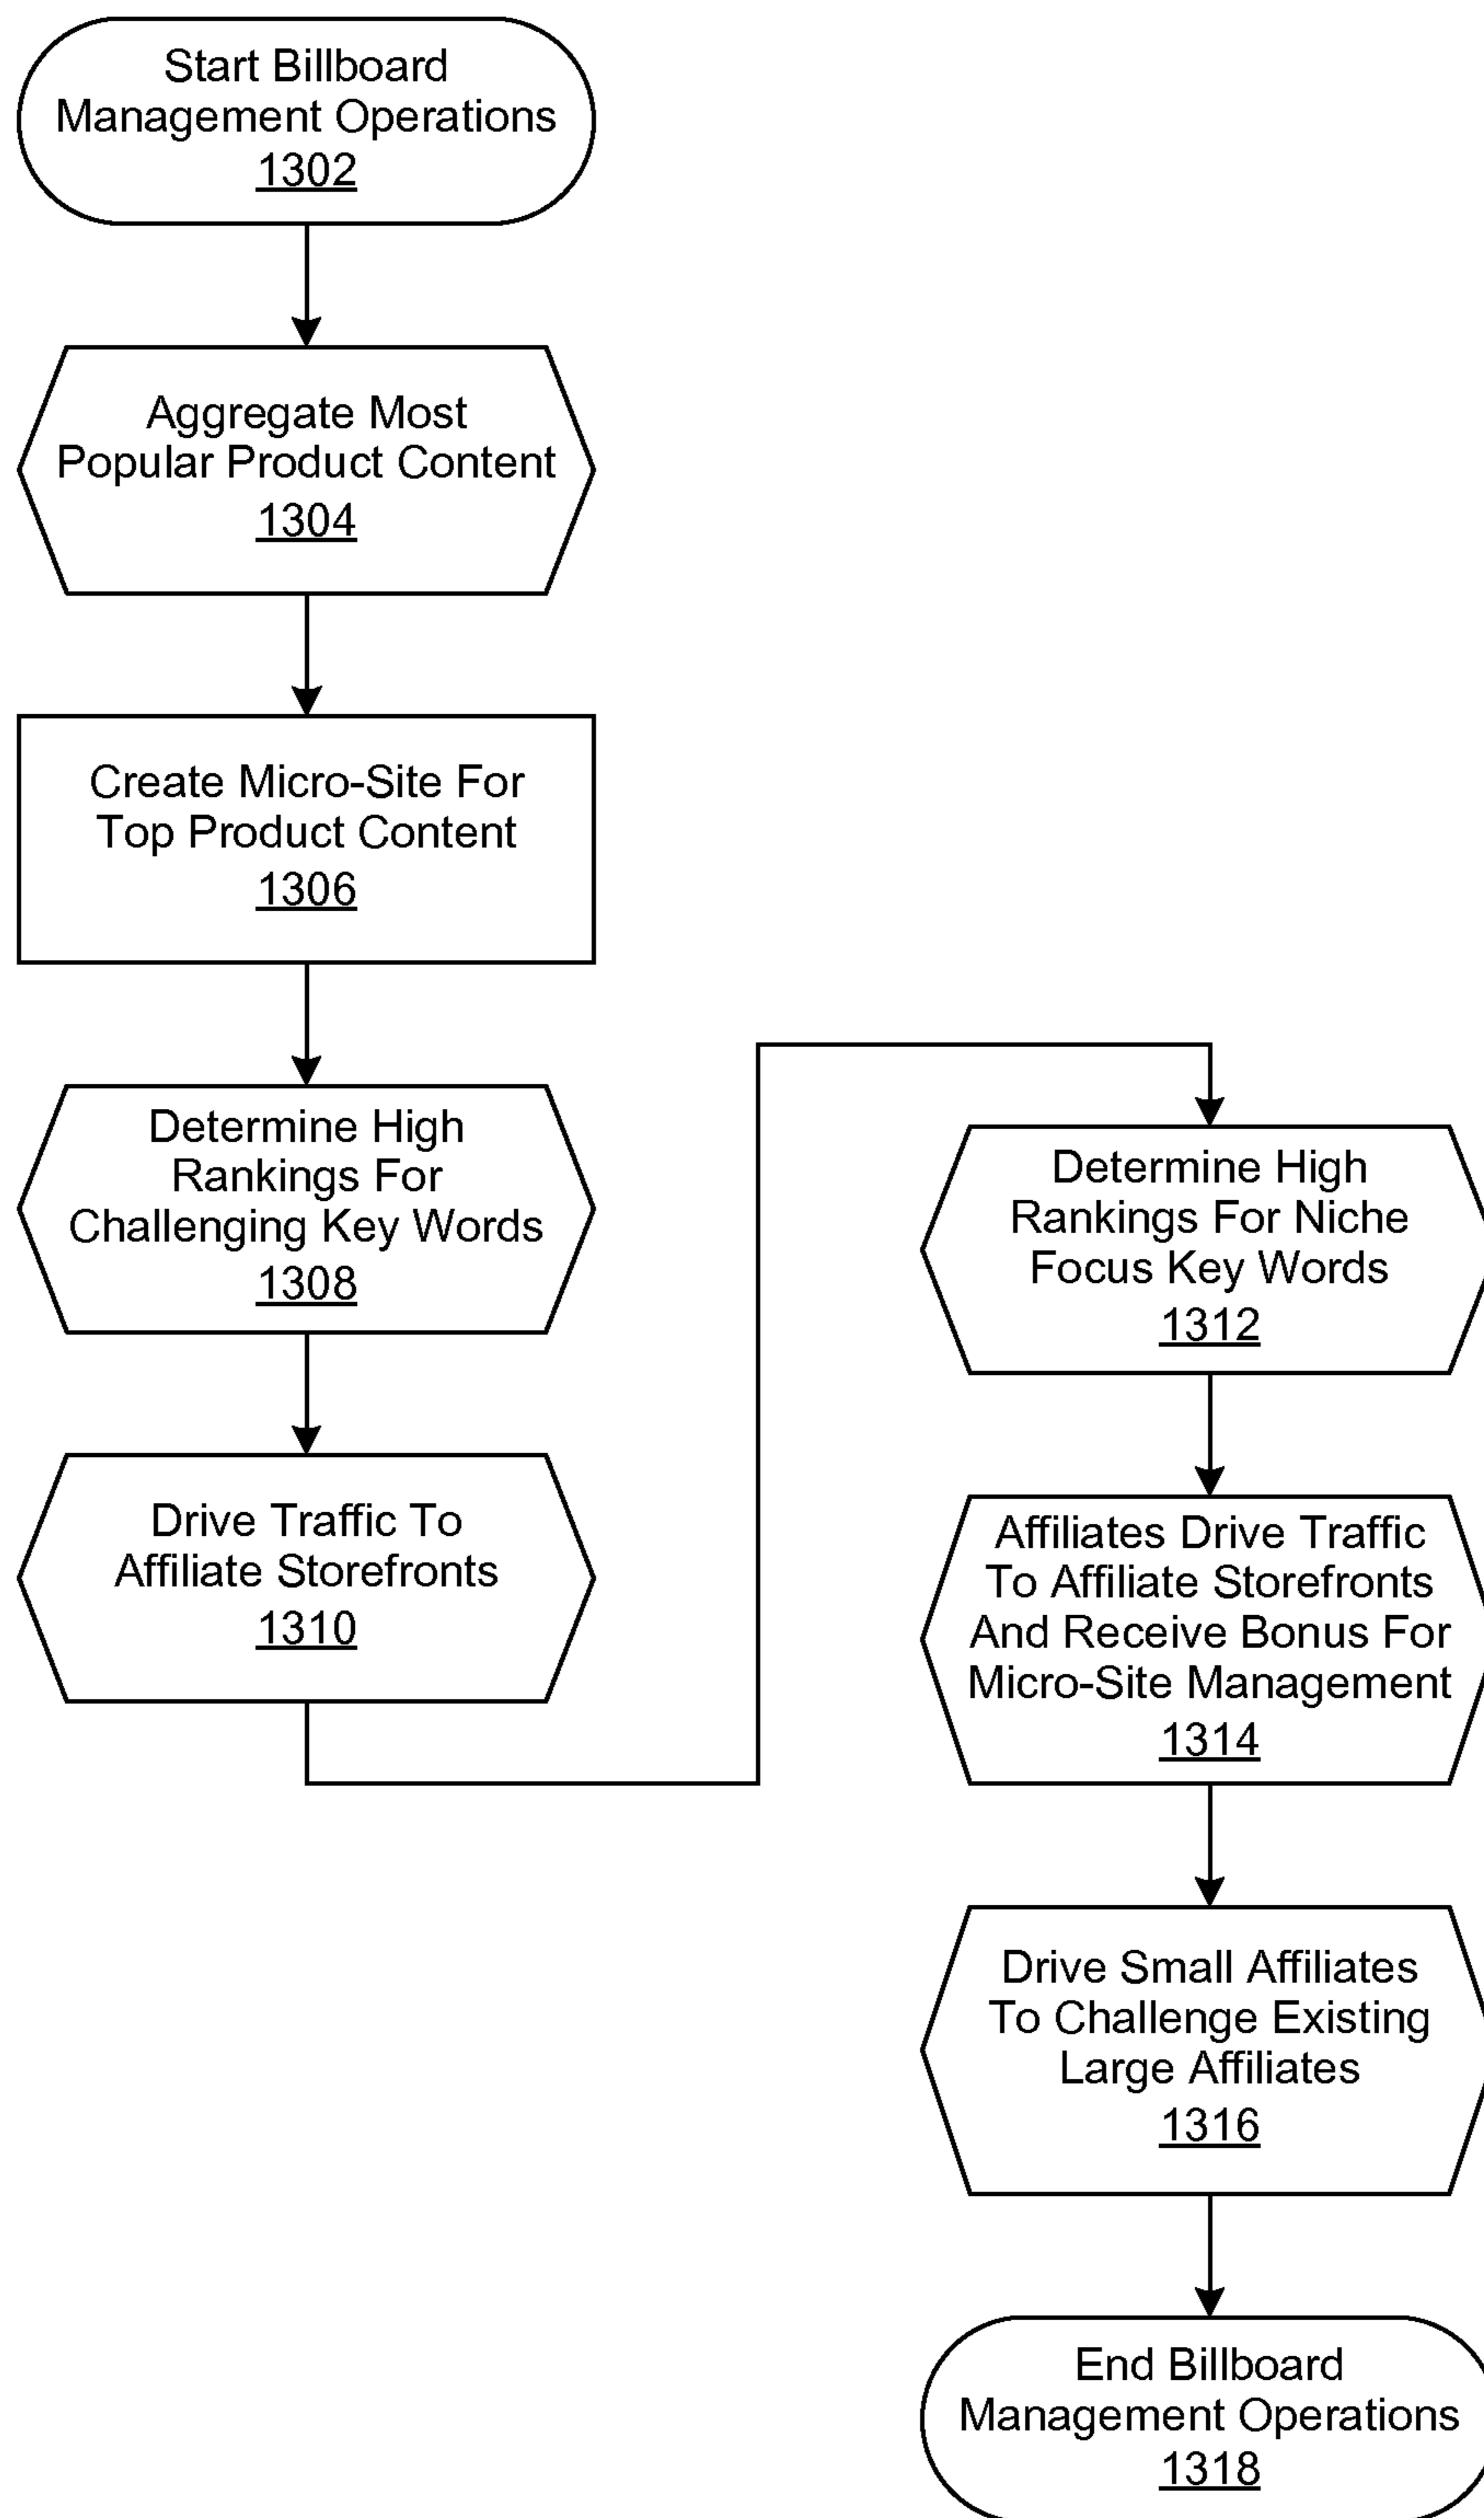 Start Billboard
Management Operations
1302
Aggregate Most
Popular Product Content
1304
Create Micro-Site For
Top Product Content
1306
Determine High
Rankings For
Challenging Key Words
1308
Drive Traffic To
Affiliate Storefronts
1310
Determine High
Rankings For Niche
Focus Key Words
1312
Affiliates Drive Traffic
To Affiliate Storefronts
And Receive Bonus For
Micro-Site Management
1314
Drive Small Affiliates
To Challenge Existing
Large Affiliates
1316
End Billboard
Management Operations
1318